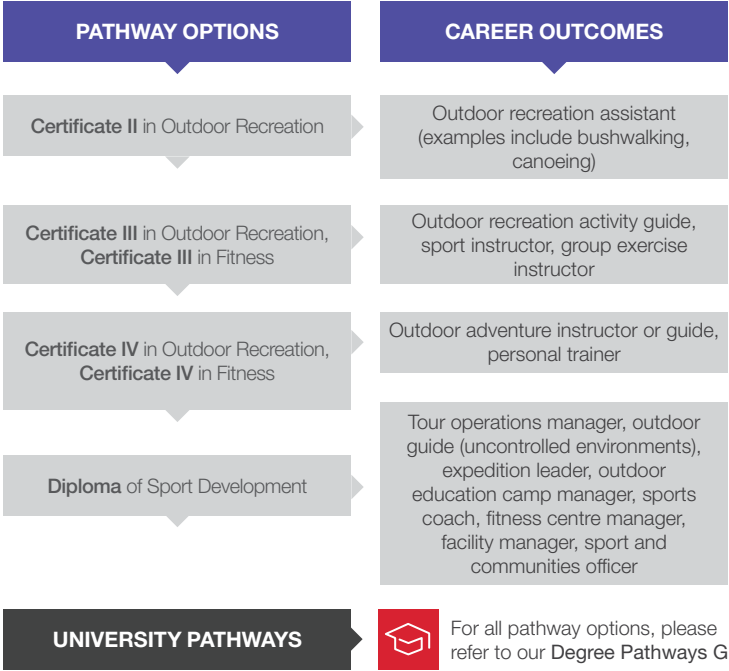 PATHWAY OPTIONS
CAREER OUTCOMES
Certificate II in Outdoor Recreation
Outdoor recreation assistant
(examples include bushwalking,
canoeing)
Certificate III in Outdoor Recreation,
Certificate III in Fitness
Outdoor recreation activity guide,
sport instructor, group exercise
instructor
Certificate IV in Outdoor Recreation,
Certificate IV in Fitness
Outdoor adventure instructor or guide,
personal trainer
Diploma of Sport Development
Tour operations manager, outdoor
guide (uncontrolled environments),
expedition leader, outdoor
education camp manager, sports
coach, fitness centre manager,
facility manager, sport and
communities officer
UNIVERSITY PATHWAYS
For all pathway options, please
refer to our Degree Pathways G